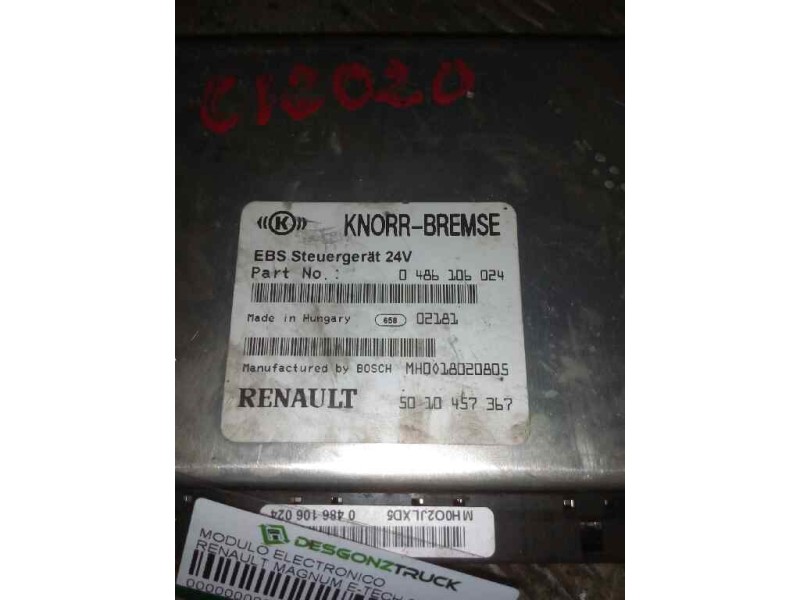 C12020
K
KNORR-BREMSE
EBS Steuergerät 24V
Part No.: 0 486 106 024
Made in Hungary 658 02181
Manufactured by BOSCH MH0018020805
RENAULT 50 10 457 367
MH002JLXD5 0 486 106 024
DESGONZTRUCK
MODULO ELECTRONICO
RENAULT MAGNUM E-TECH